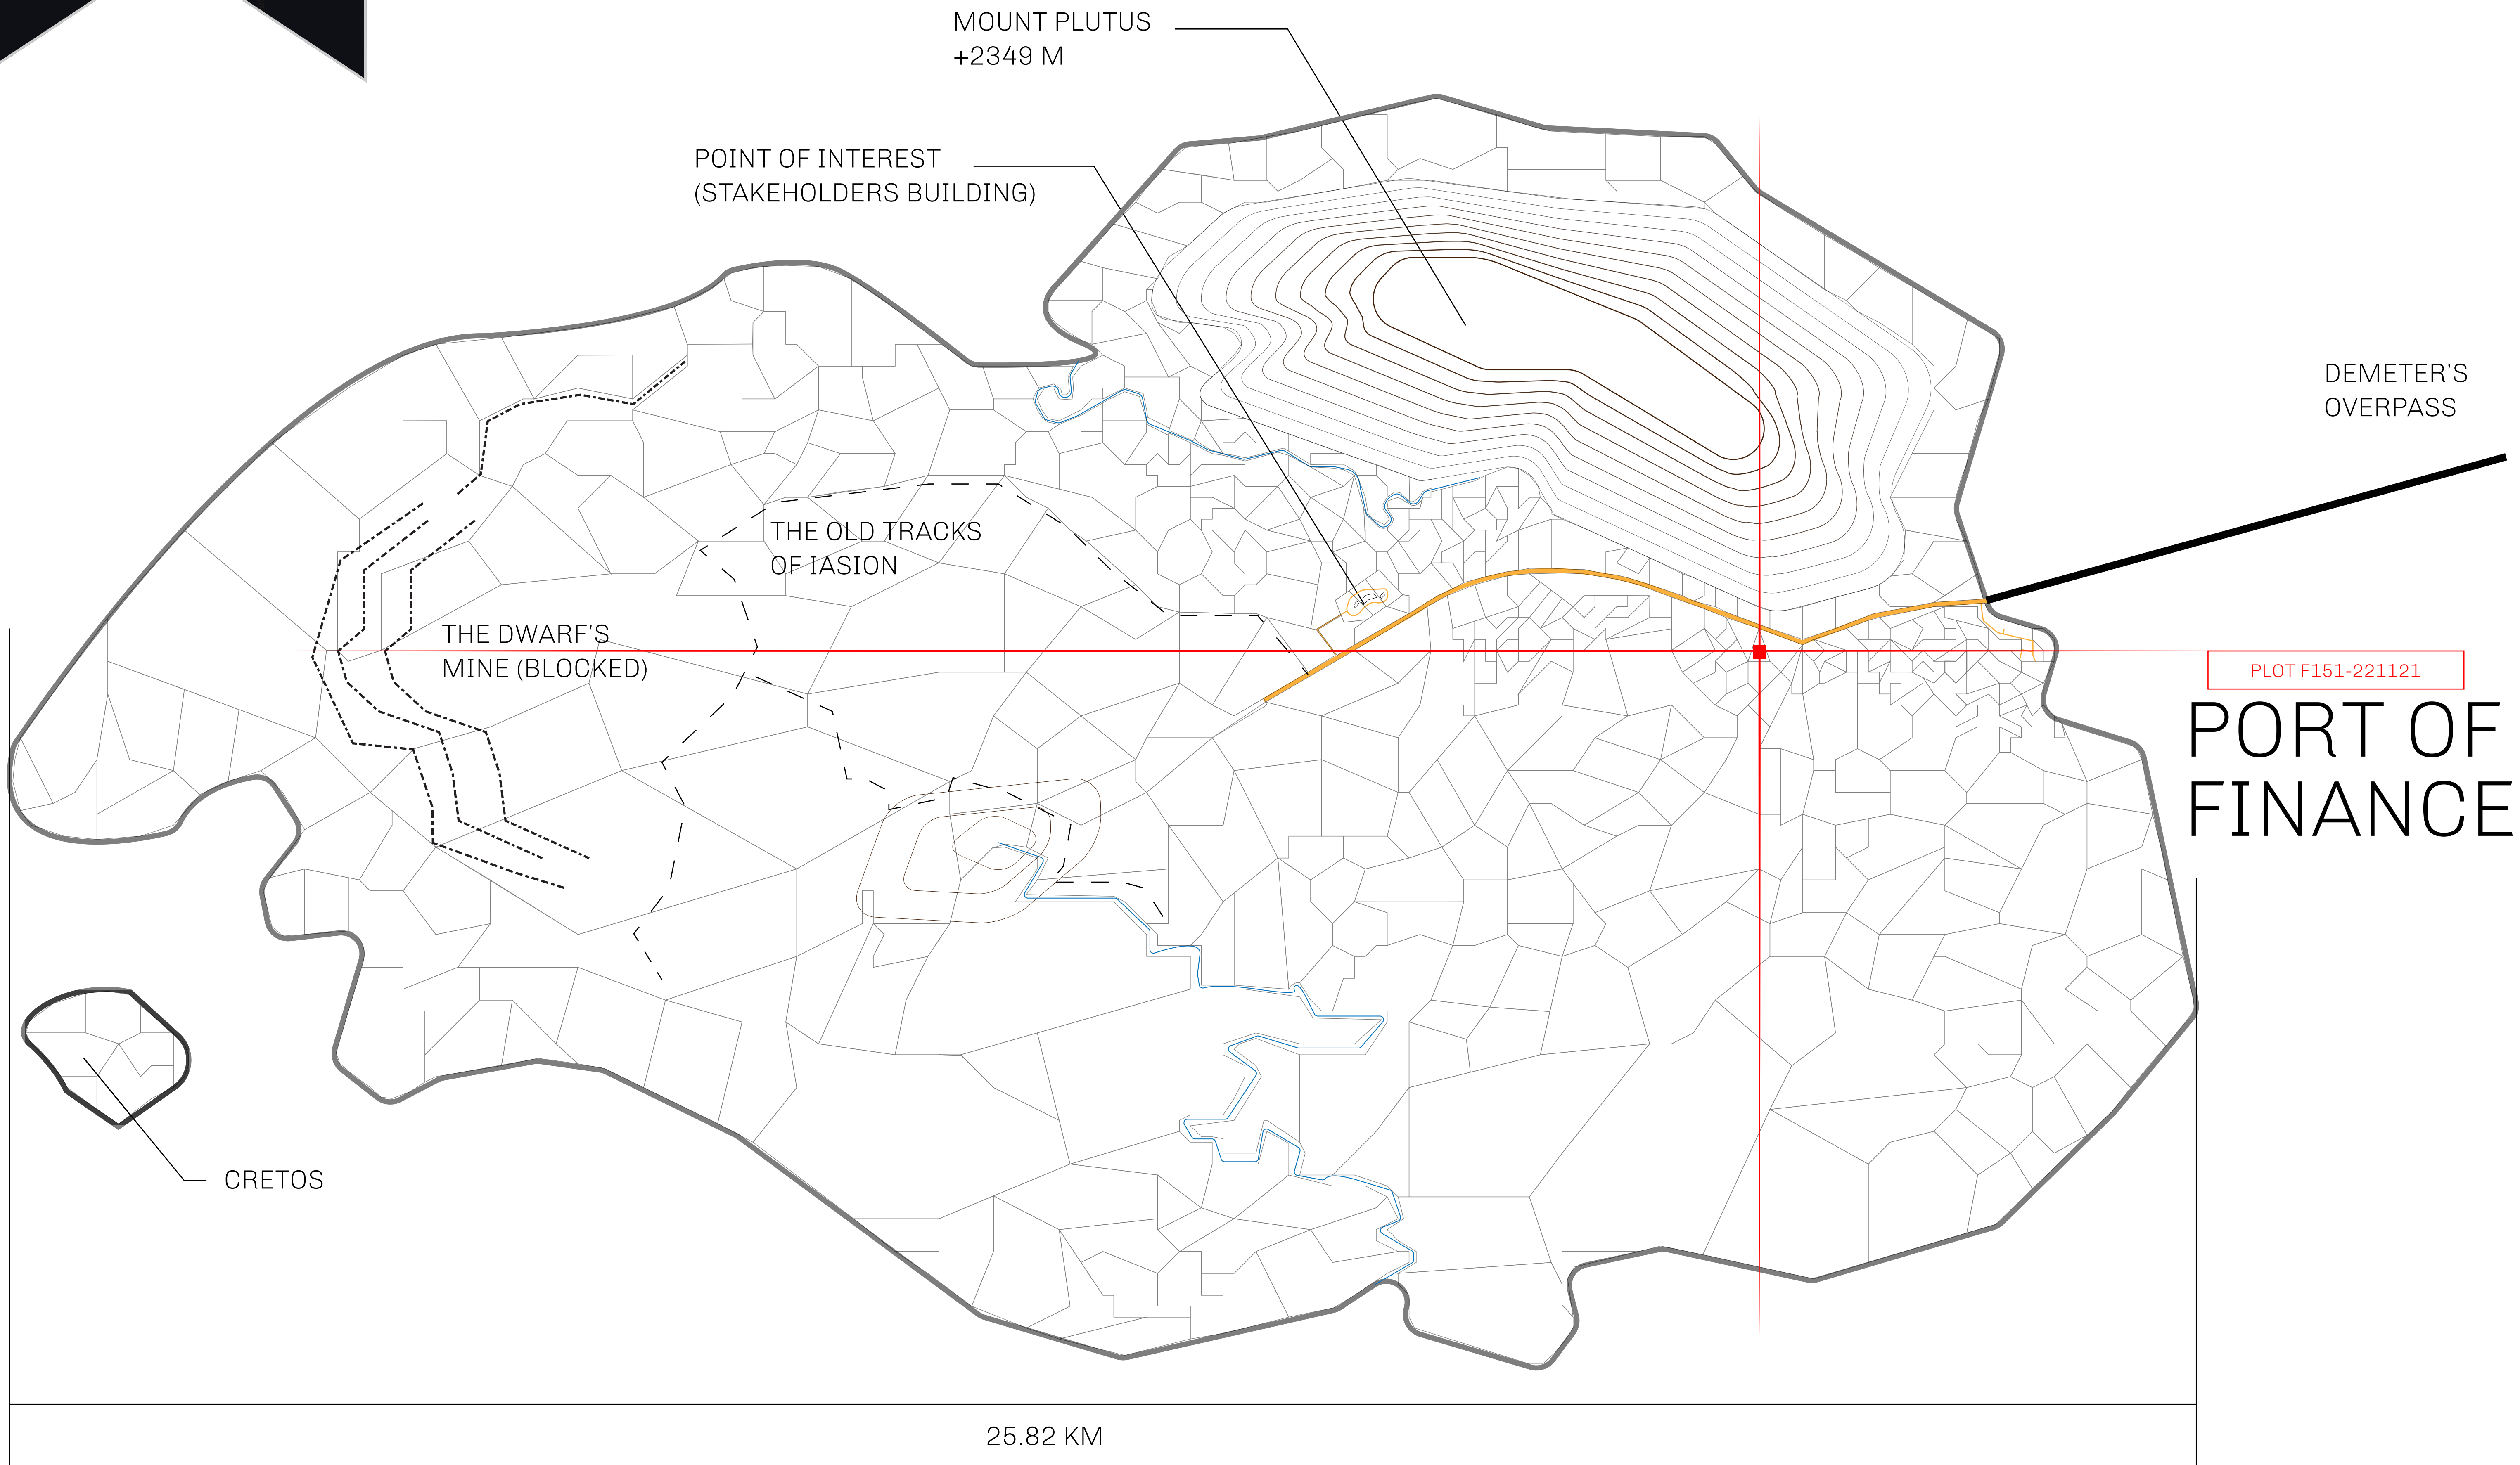 MOUNT PLUTUS
+2349 M
POINT OF INTEREST
(STAKEHOLDERS BUILDING)
DEMETER'S
OVERPASS
THE OLD TRACKS
OF IASION
THE DWARF'S
MINE (BLOCKED)
PLOT F151-221121
PORT OF
FINANCE
CRETOS
25.82 KM